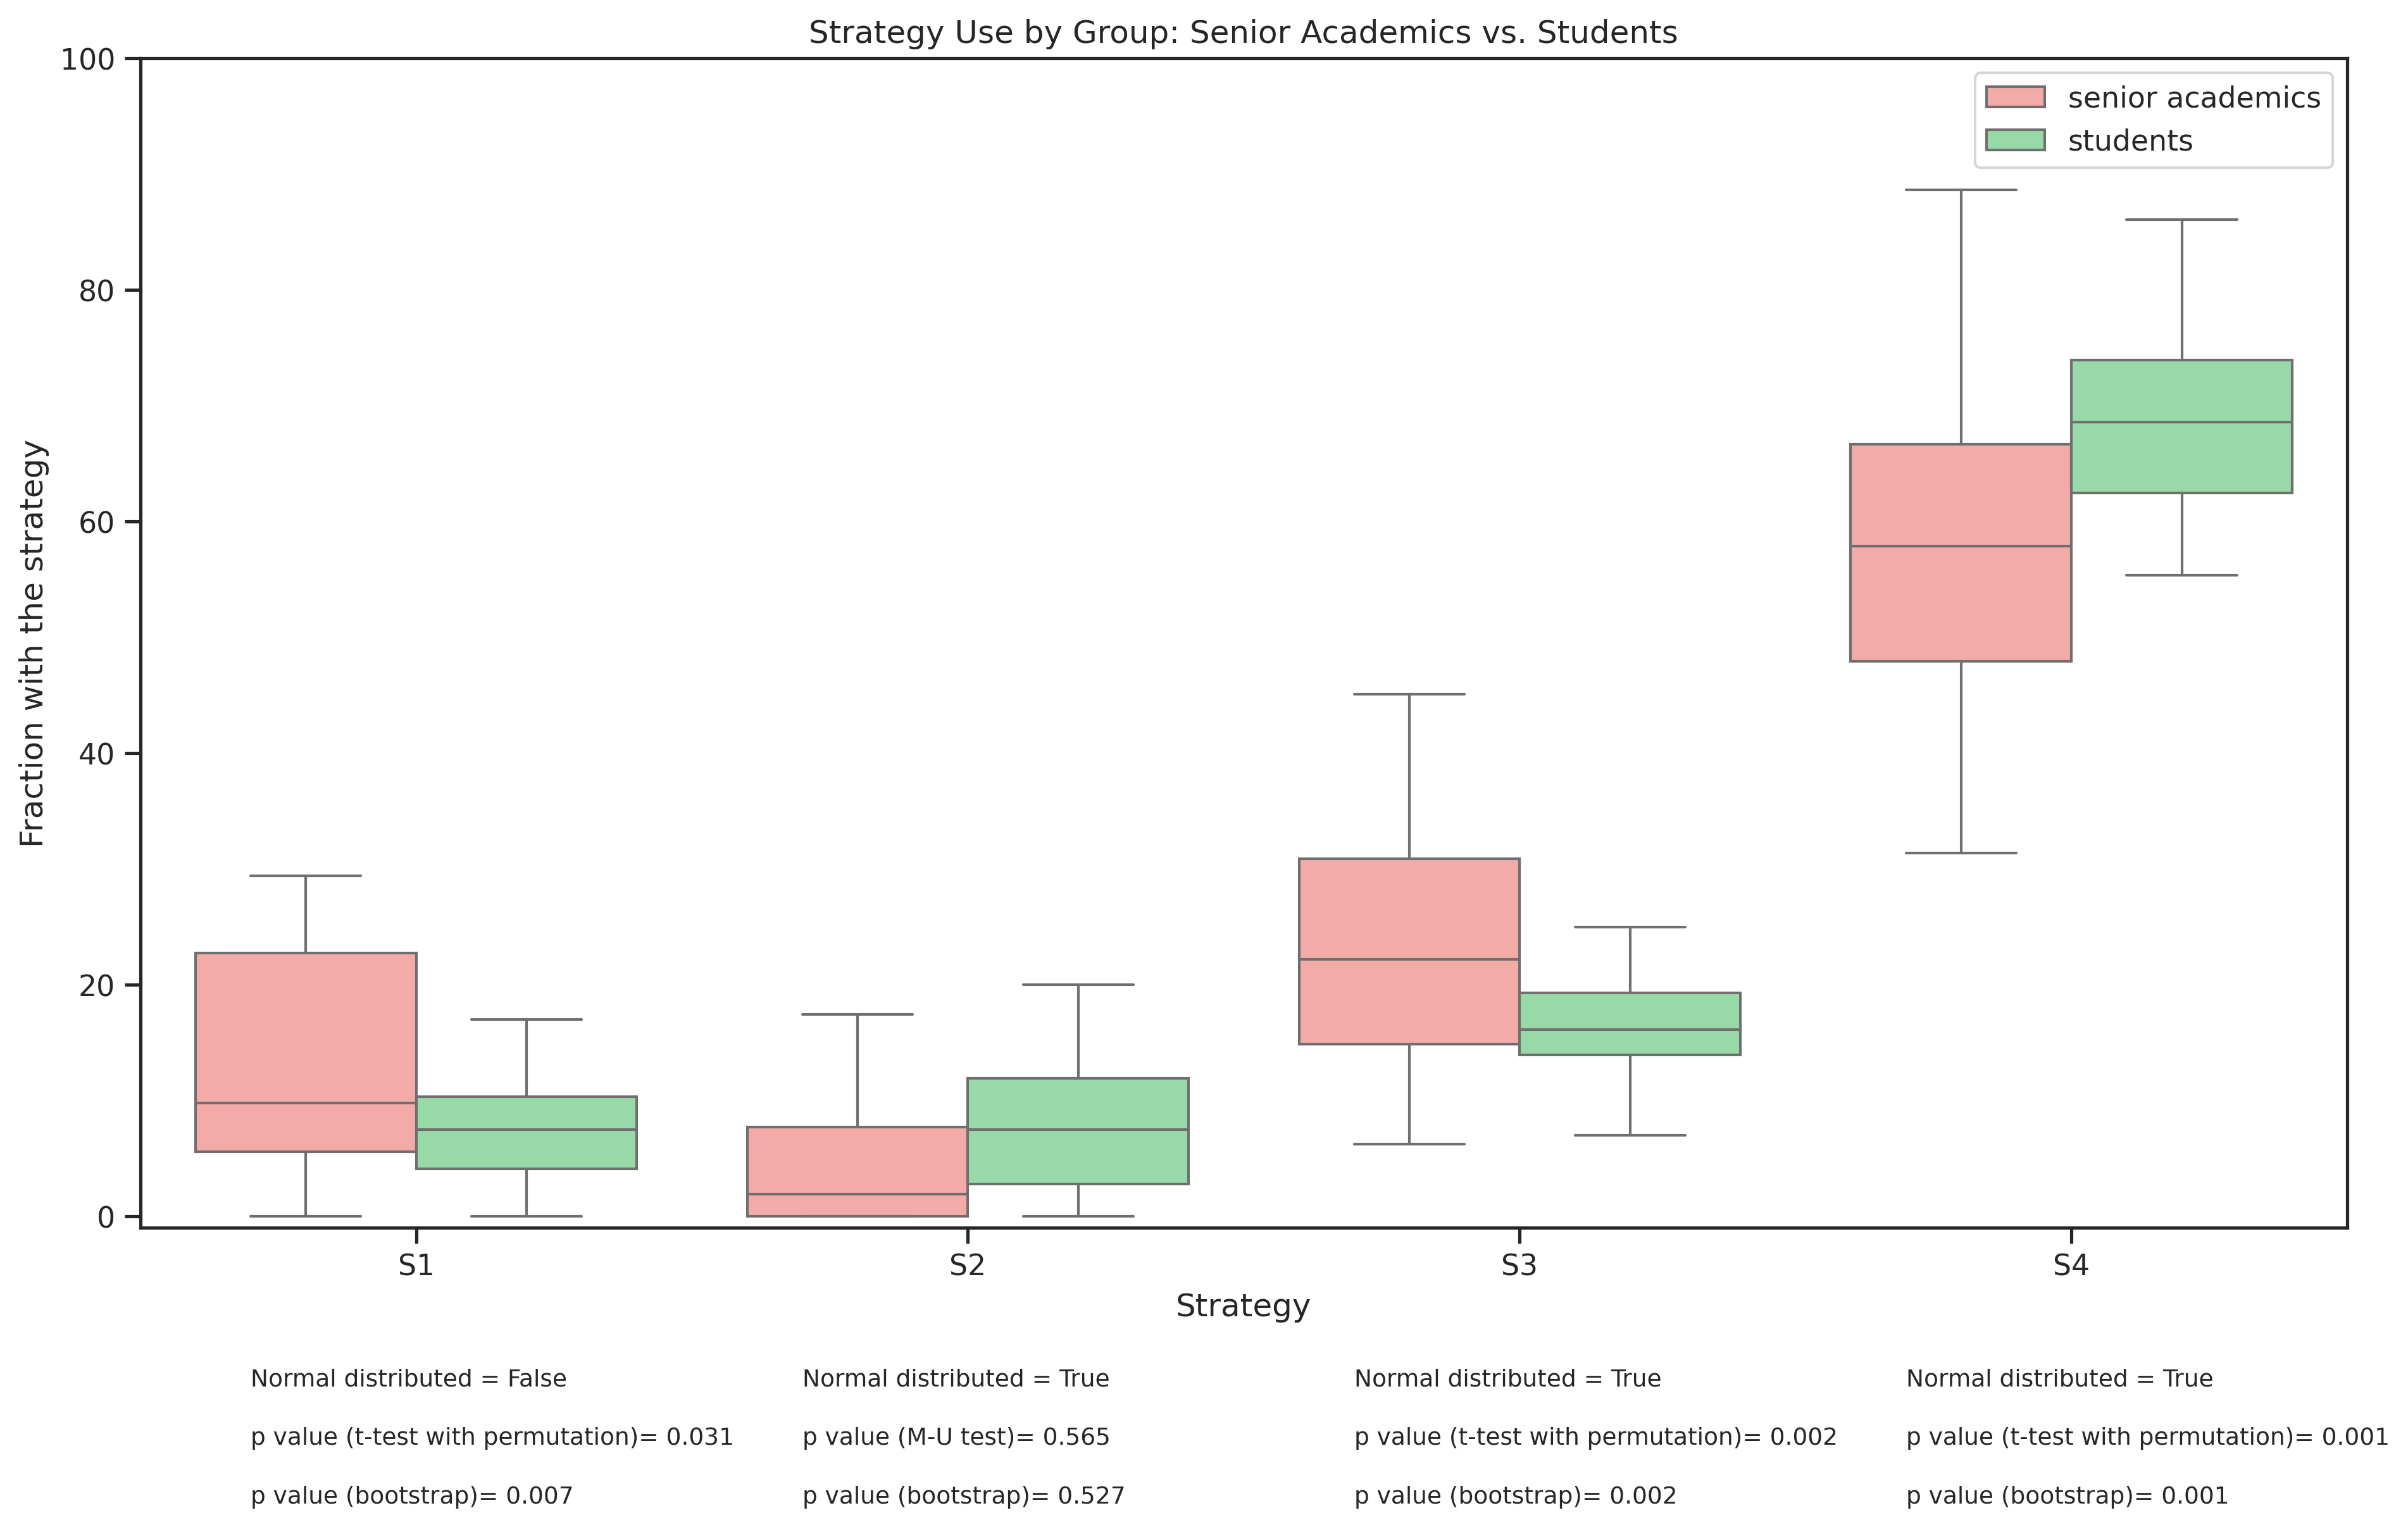 Strategy Use by Group: Senior Academics vs. Students
senior academics
students
Fraction with the strategy
100
80
60
40
20
0
S1 S2 S3 S4
Strategy
Normal distributed = False
p value (t-test with permutation)= 0.031
p value (bootstrap)= 0.007
Normal distributed = True
p value (M-U test)= 0.565
p value (bootstrap)= 0.527
Normal distributed = True
p value (t-test with permutation)= 0.002
p value (bootstrap)= 0.002
Normal distributed = True
p value (t-test with permutation)= 0.001
p value (bootstrap)= 0.001